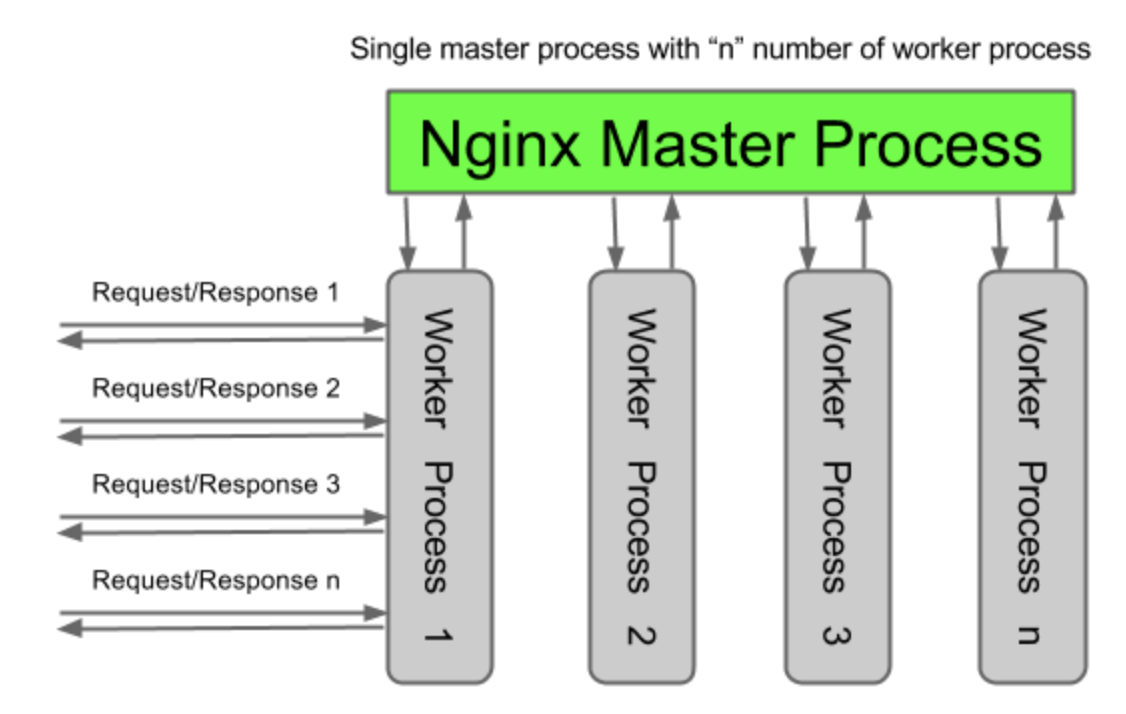 Single master process with “n” number of worker process
Nginx Master Process
Request/Response 1
Request/Response 2
Request/Response 3
Request/Response n
Worker Process 1
Worker Process 2
Worker Process 3
Worker Process n